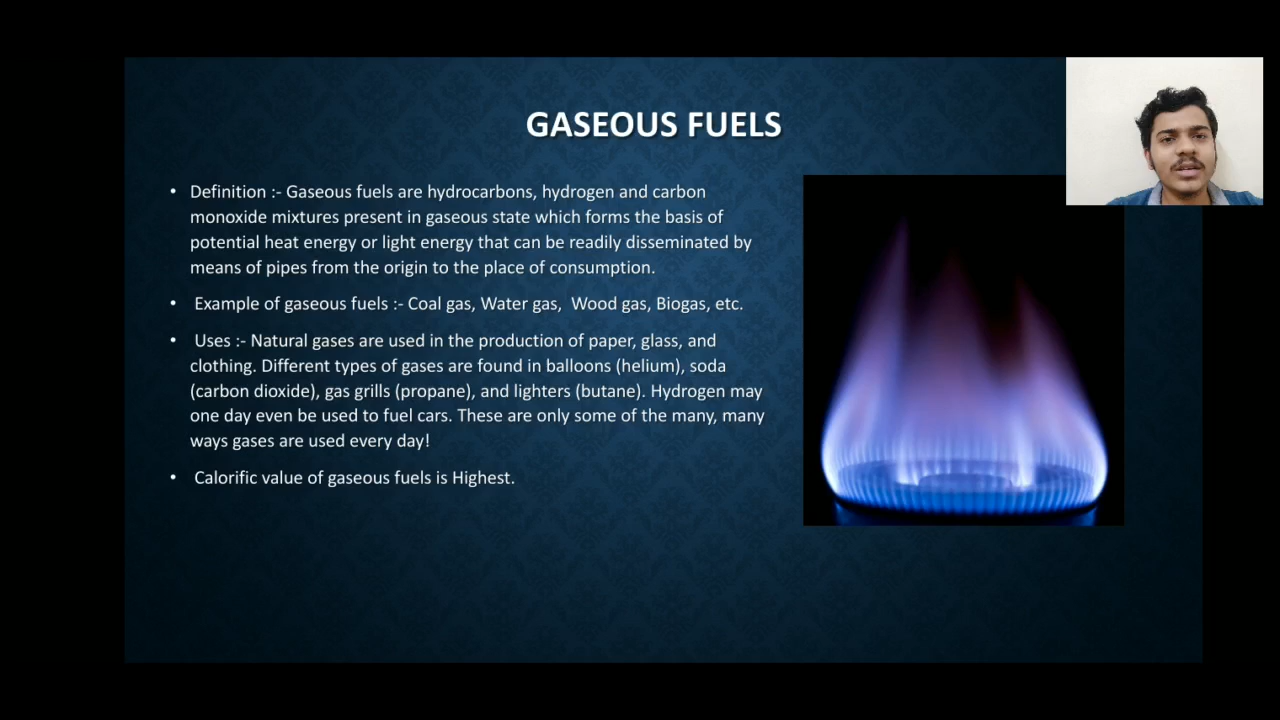 GASEOUS FUELS
• Definition :- Gaseous fuels are hydrocarbons, hydrogen and carbon
monoxide mixtures present in gaseous state which forms the basis of
potential heat energy or light energy that can be readily disseminated by
means of pipes from the origin to the place of consumption.
• Example of gaseous fuels :- Coal gas, Water gas, Wood gas, Biogas, etc.
• Uses :- Natural gases are used in the production of paper, glass, and
clothing. Different types of gases are found in balloons (helium), soda
(carbon dioxide), gas grills (propane), and lighters (butane). Hydrogen may
one day even be used to fuel cars. These are only some of the many, many
ways gases are used every day!
• Calorific value of gaseous fuels is Highest.